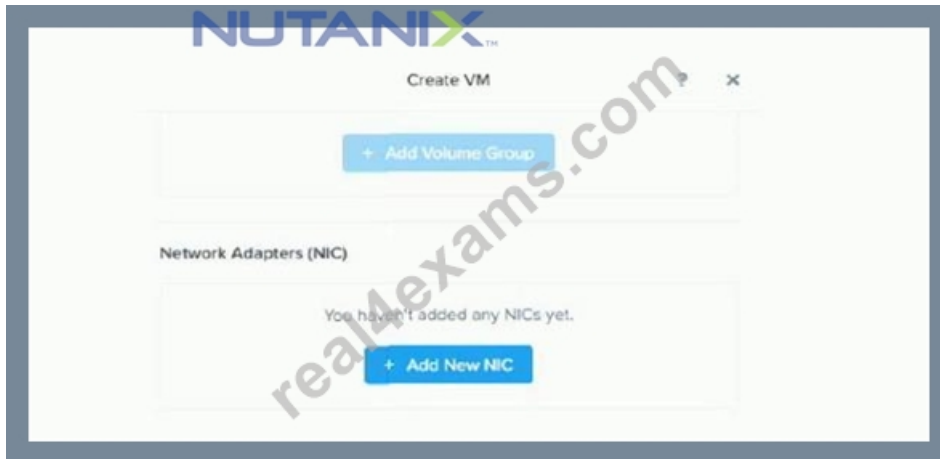 NUTANIX™
Create VM ? ×
+ Add Volume Group
Network Adapters (NIC)
You haven't added any NICs yet.
+ Add New NIC
real4exams.com